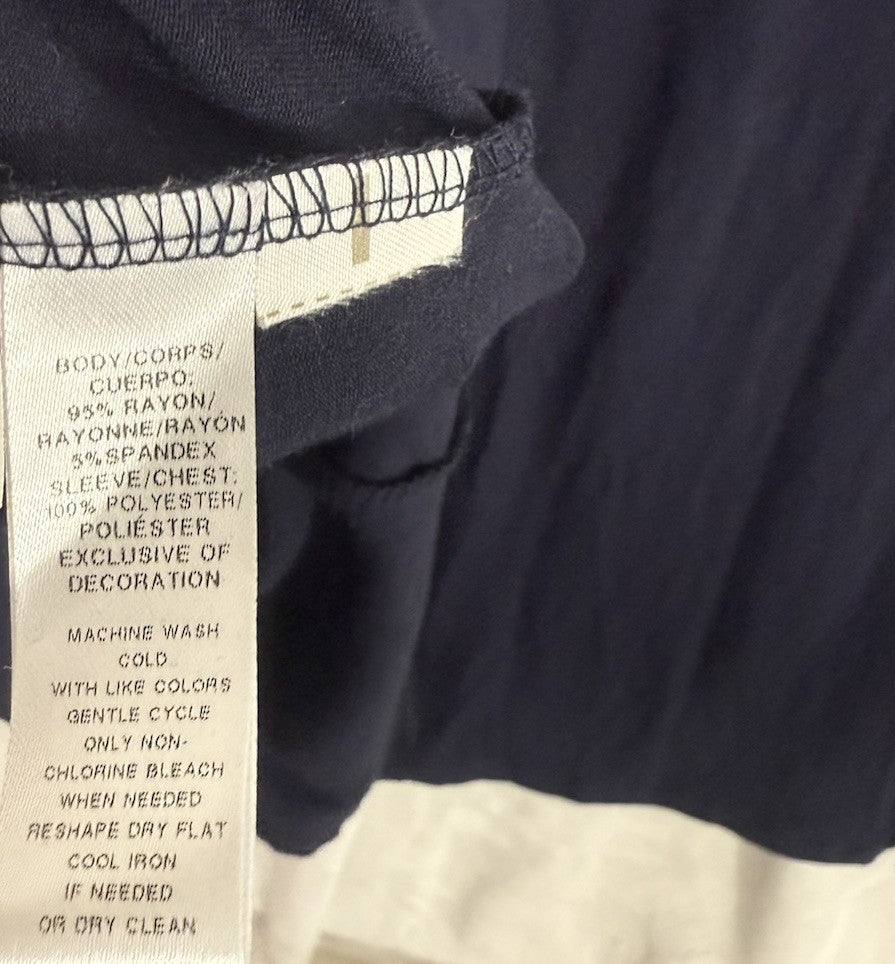 BODY/CORPS/
CUERPO:
95% RAYON/
RAYONNE/RAYÓN
5%SPANDEX
SLEEVE/CHEST:
100% POLYESTER/
POLIÉSTER
EXCLUSIVE OF
DECORATION
MACHINE WASH
COLD
WITH LIKE COLORS
GENTLE CYCLE
ONLY NON-
CHLORINE BLEACH
WHEN NEEDED
RESHAPE DRY FLAT
COOL IRON
IF NEEDED
OR DRY CLEAN